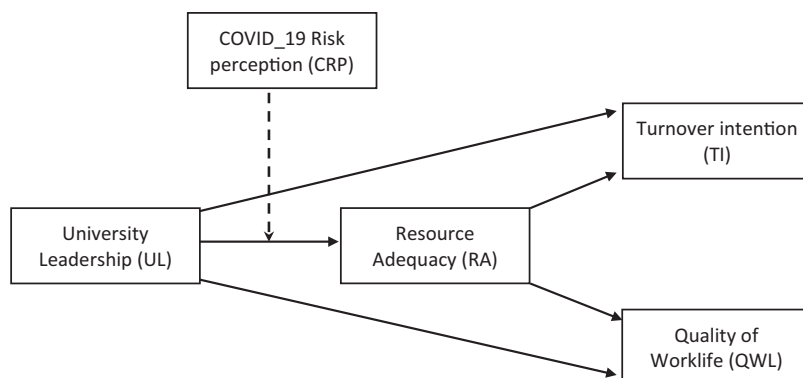 COVID_19 Risk
perception (CRP)
Turnover intention
(TI)
University
Leadership (UL)
Resource
Adequacy (RA)
Quality of
Worklife (QWL)